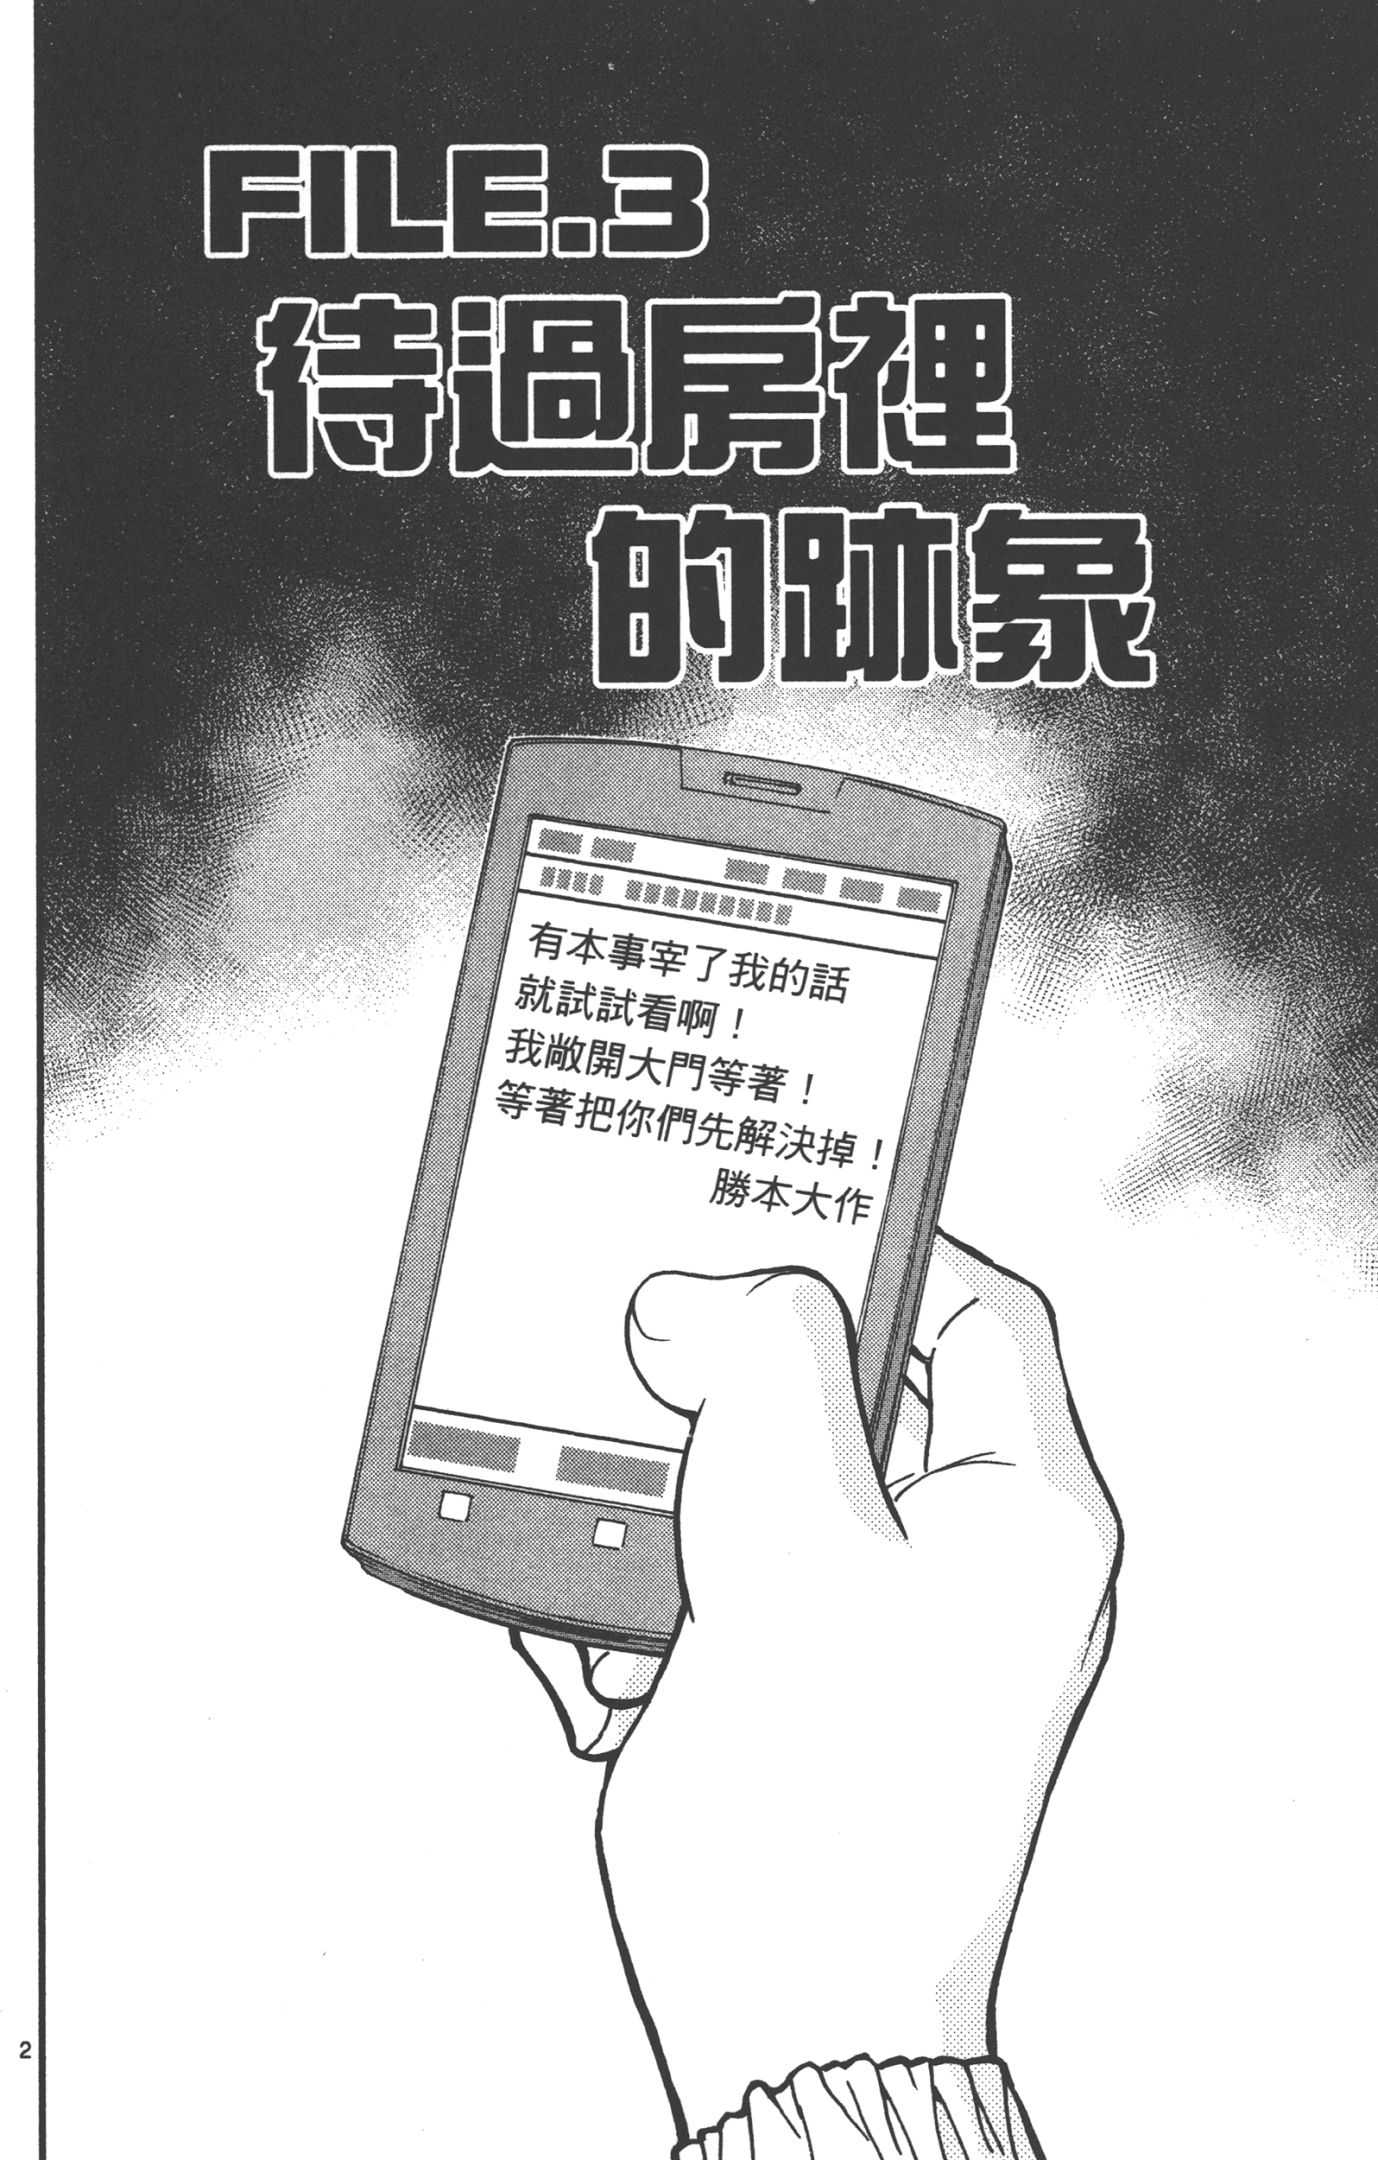 FILE.3
待過房裡
的跡象
有本事宰了我的話
就試試看啊！
我敞開大門等著！
等著把你們先解決掉！
勝本大作
2